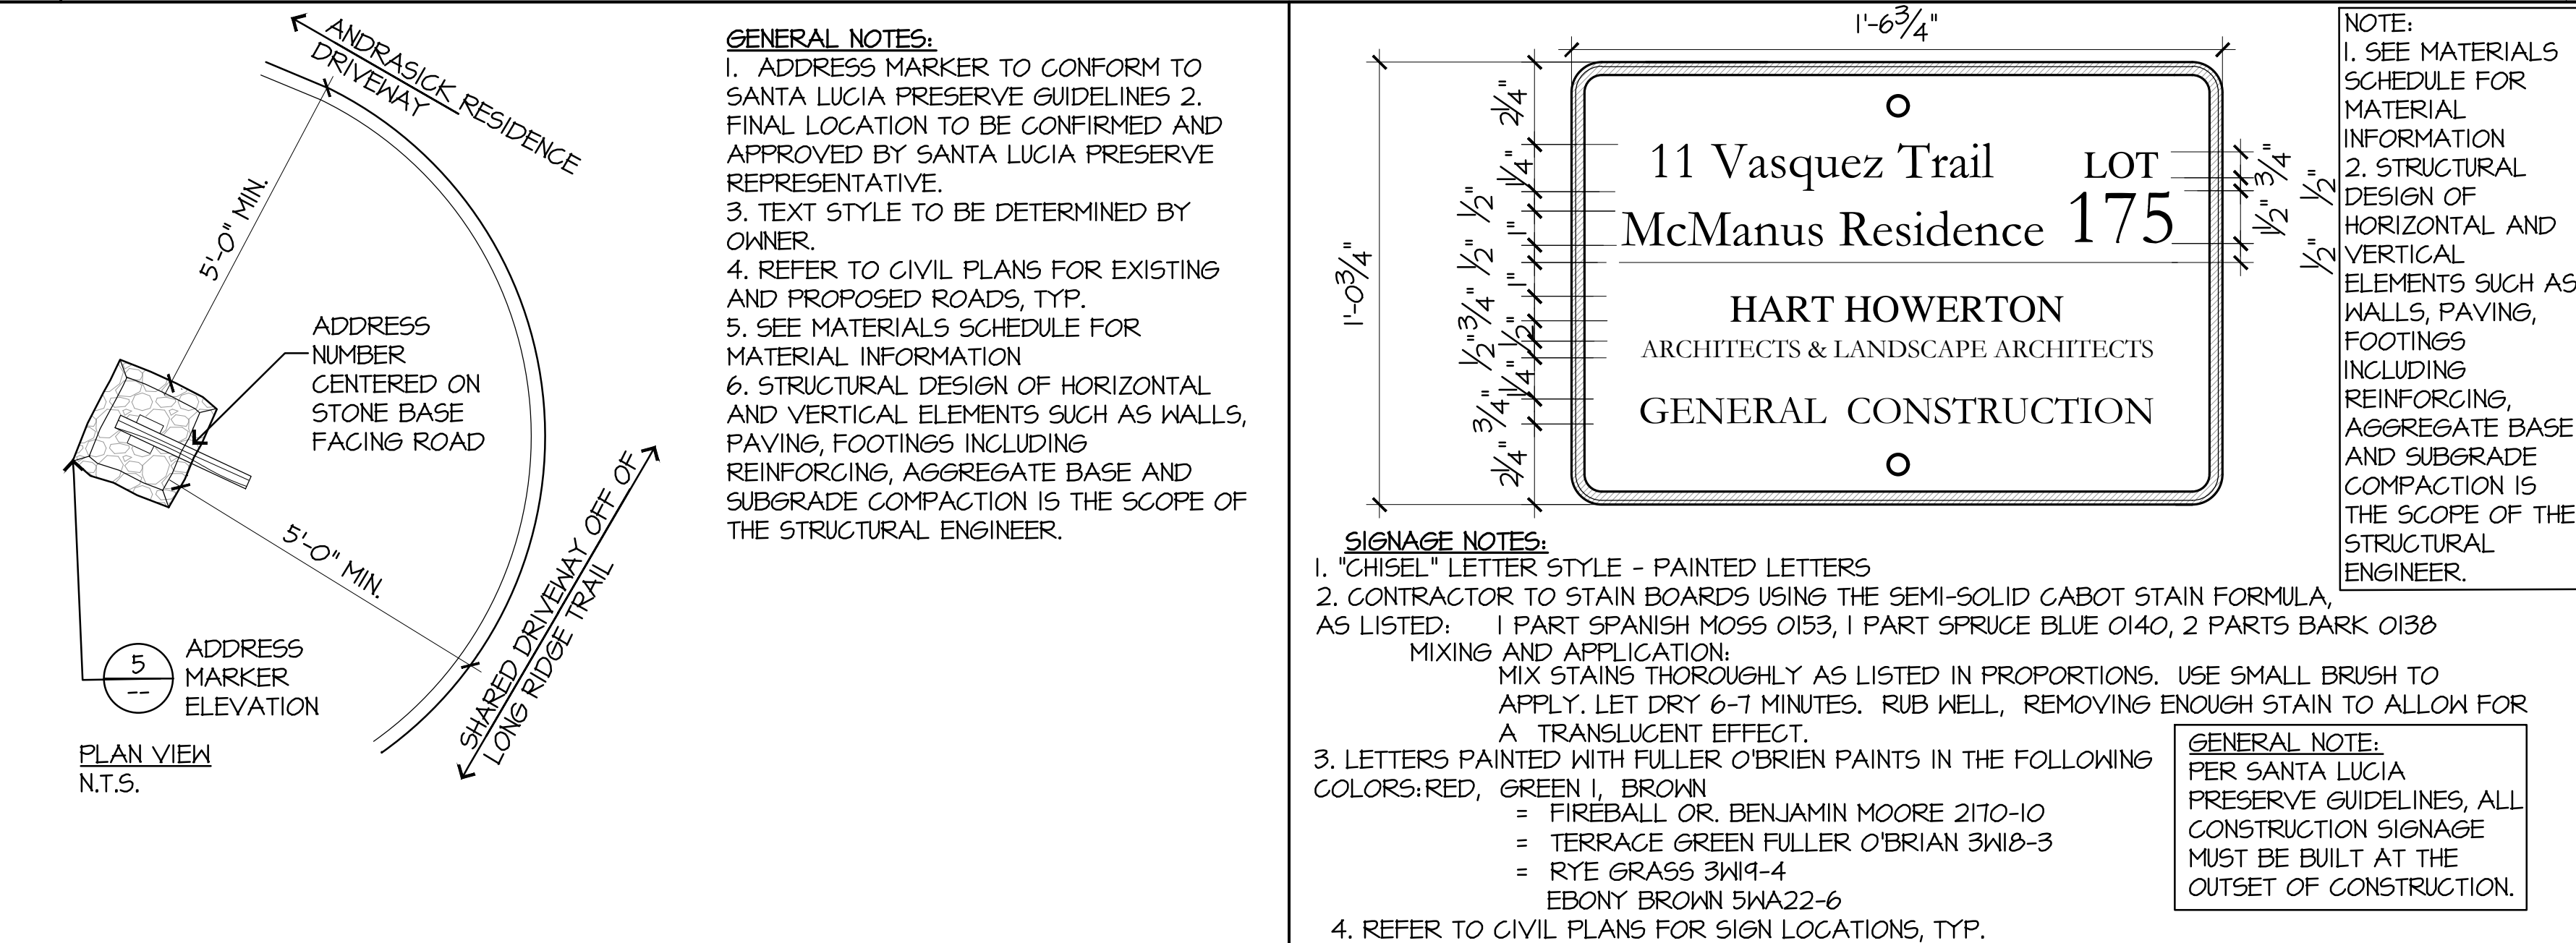 ANDRASICK RESIDENCE
DRIVEWAY
5'-0" MIN.
ADDRESS
NUMBER
CENTERED ON
STONE BASE
FACING ROAD
5'-0" MIN.
SHARED DRIVEWAY OFF OF
LONG RIDGE TRAIL
5
--
ADDRESS
MARKER
ELEVATION
PLAN VIEW
N.T.S.
GENERAL NOTES:
1. ADDRESS MARKER TO CONFORM TO
SANTA LUCIA PRESERVE GUIDELINES 2.
FINAL LOCATION TO BE CONFIRMED AND
APPROVED BY SANTA LUCIA PRESERVE
REPRESENTATIVE.
3. TEXT STYLE TO BE DETERMINED BY
OWNER.
4. REFER TO CIVIL PLANS FOR EXISTING
AND PROPOSED ROADS, TYP.
5. SEE MATERIALS SCHEDULE FOR
MATERIAL INFORMATION
6. STRUCTURAL DESIGN OF HORIZONTAL
AND VERTICAL ELEMENTS SUCH AS WALLS,
PAVING, FOOTINGS INCLUDING
REINFORCING, AGGREGATE BASE AND
SUBGRADE COMPACTION IS THE SCOPE OF
THE STRUCTURAL ENGINEER.
1'-6 3/4"
1'-0 3/4"
2 1/4"
1 1/4"
1/2"
1"
1/2"
1"
3/4"
1/2"
1/2"
1 1/4"
3/4"
2 1/4"
11 Vasquez Trail
McManus Residence
LOT
175
HART HOWERTON
ARCHITECTS & LANDSCAPE ARCHITECTS
GENERAL CONSTRUCTION
3/4"
1/2"
1 1/2"
1/2"
NOTE:
1. SEE MATERIALS
SCHEDULE FOR
MATERIAL
INFORMATION
2. STRUCTURAL
DESIGN OF
HORIZONTAL AND
VERTICAL
ELEMENTS SUCH AS
WALLS, PAVING,
FOOTINGS
INCLUDING
REINFORCING,
AGGREGATE BASE
AND SUBGRADE
COMPACTION IS
THE SCOPE OF THE
STRUCTURAL
ENGINEER.
SIGNAGE NOTES:
1. "CHISEL" LETTER STYLE - PAINTED LETTERS
2. CONTRACTOR TO STAIN BOARDS USING THE SEMI-SOLID CABOT STAIN FORMULA,
AS LISTED: 1 PART SPANISH MOSS 0153, 1 PART SPRUCE BLUE 0140, 2 PARTS BARK 0138
MIXING AND APPLICATION:
MIX STAINS THOROUGHLY AS LISTED IN PROPORTIONS. USE SMALL BRUSH TO
APPLY. LET DRY 6-7 MINUTES. RUB WELL, REMOVING ENOUGH STAIN TO ALLOW FOR
A TRANSLUCENT EFFECT.
3. LETTERS PAINTED WITH FULLER O'BRIEN PAINTS IN THE FOLLOWING
COLORS: RED, GREEN 1, BROWN
= FIREBALL OR. BENJAMIN MOORE 2170-10
= TERRACE GREEN FULLER O'BRIAN 3W18-3
= RYE GRASS 3W19-4
EBONY BROWN 5WA22-6
4. REFER TO CIVIL PLANS FOR SIGN LOCATIONS, TYP.
GENERAL NOTE:
PER SANTA LUCIA
PRESERVE GUIDELINES, ALL
CONSTRUCTION SIGNAGE
MUST BE BUILT AT THE
OUTSET OF CONSTRUCTION.